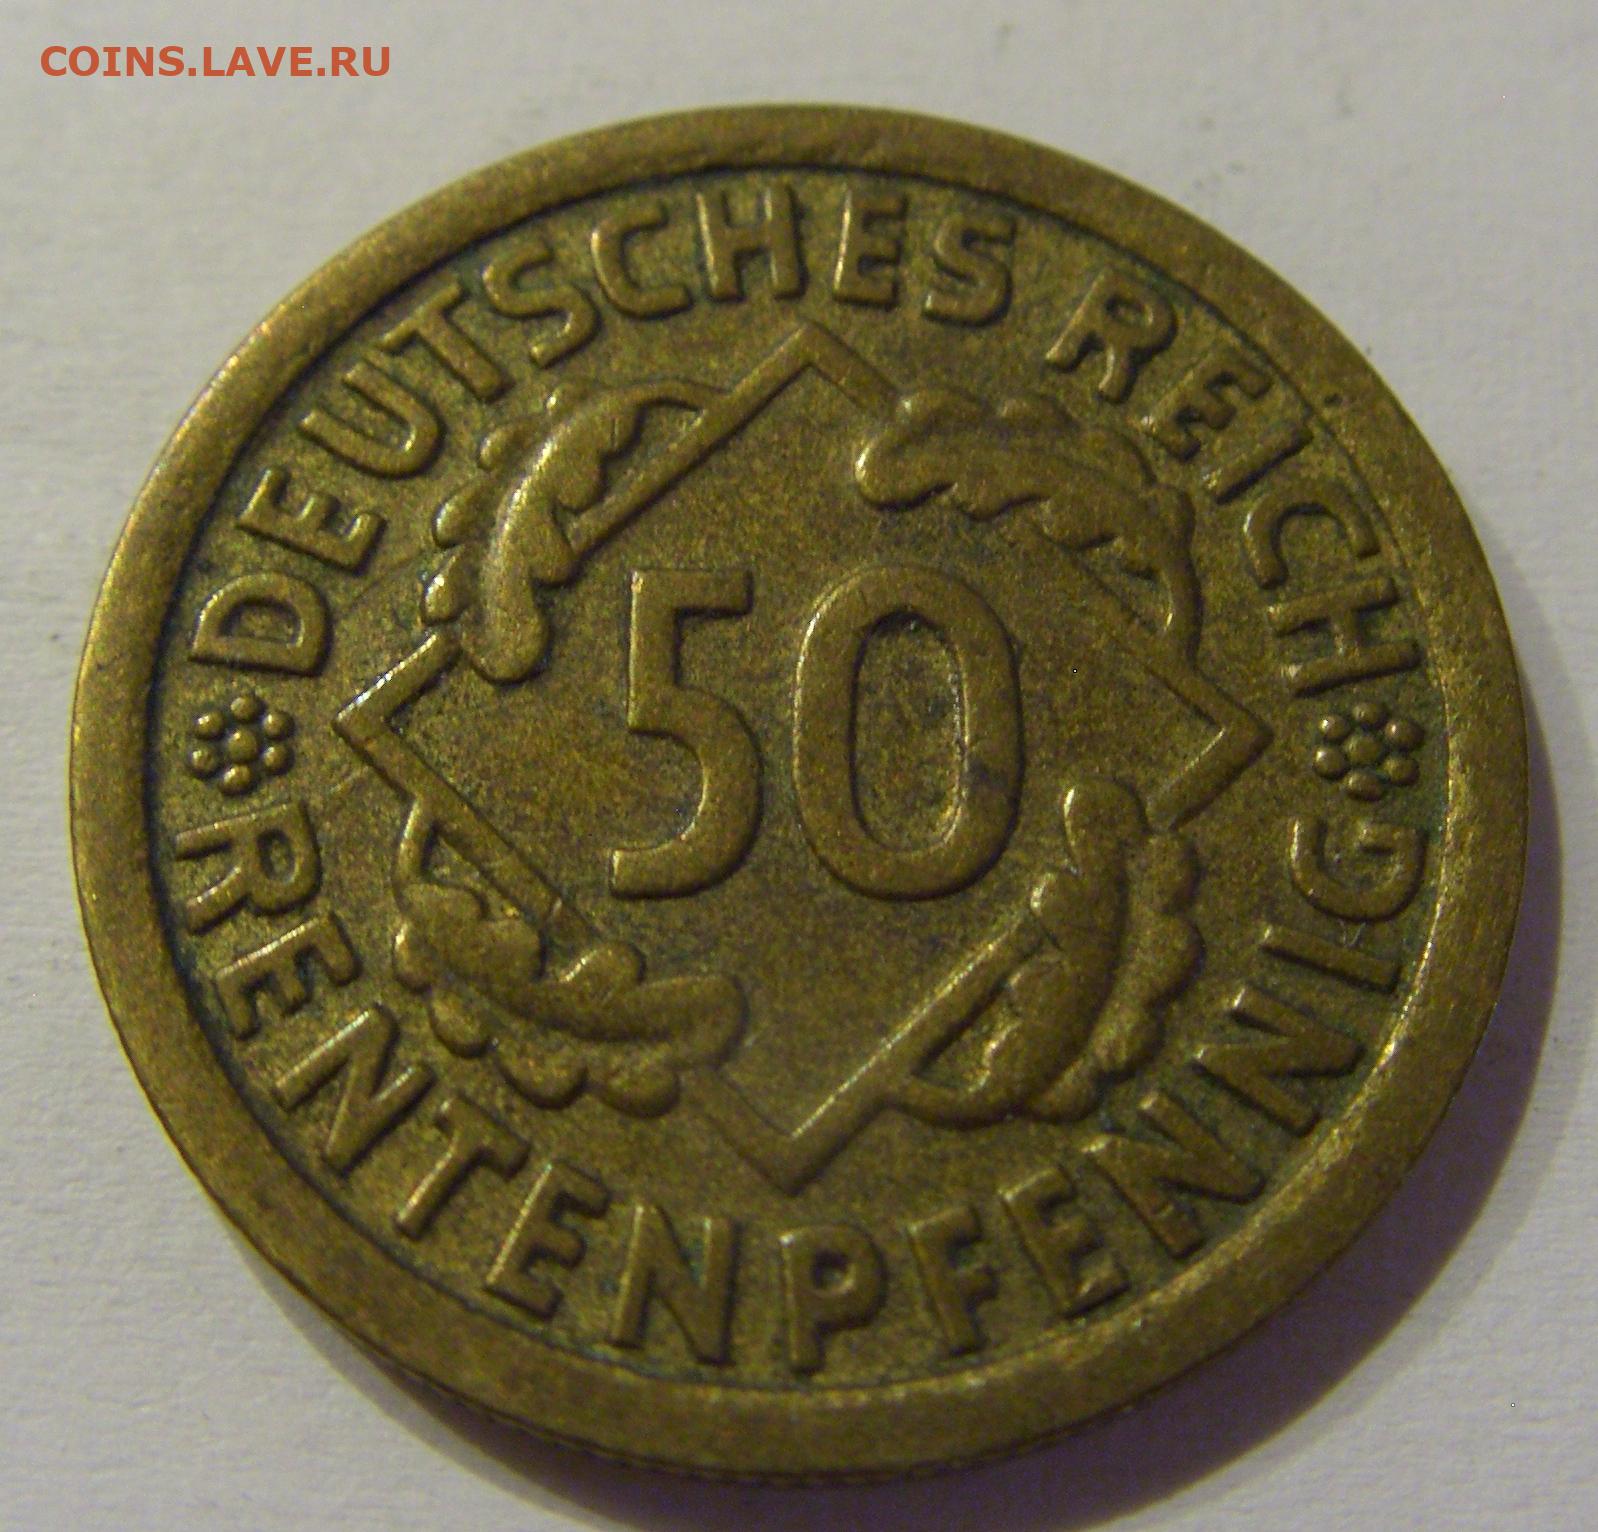 COINS.LAVE.RU
DEUTSCHES REICH
50
RENTENPFENNIG